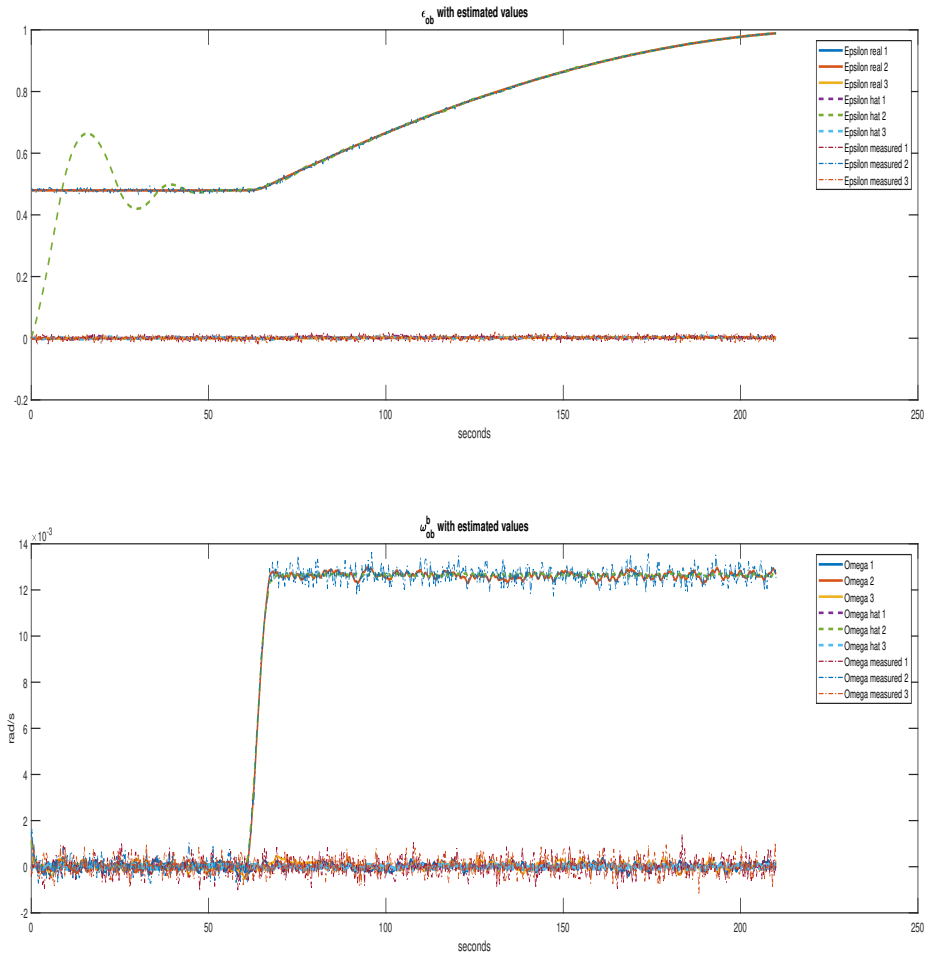 ϵob with estimated values
1
0.8
0.6
0.4
0.2
0
-0.2
0
50
100
150
200
250
seconds
Epsilon real 1
Epsilon real 2
Epsilon real 3
Epsilon hat 1
Epsilon hat 2
Epsilon hat 3
Epsilon measured 1
Epsilon measured 2
Epsilon measured 3
ω^b_ob with estimated values
×10^-3
14
12
10
8
6
4
2
0
-2
rad/s
0
50
100
150
200
250
seconds
Omega 1
Omega 2
Omega 3
Omega hat 1
Omega hat 2
Omega hat 3
Omega measured 1
Omega measured 2
Omega measured 3